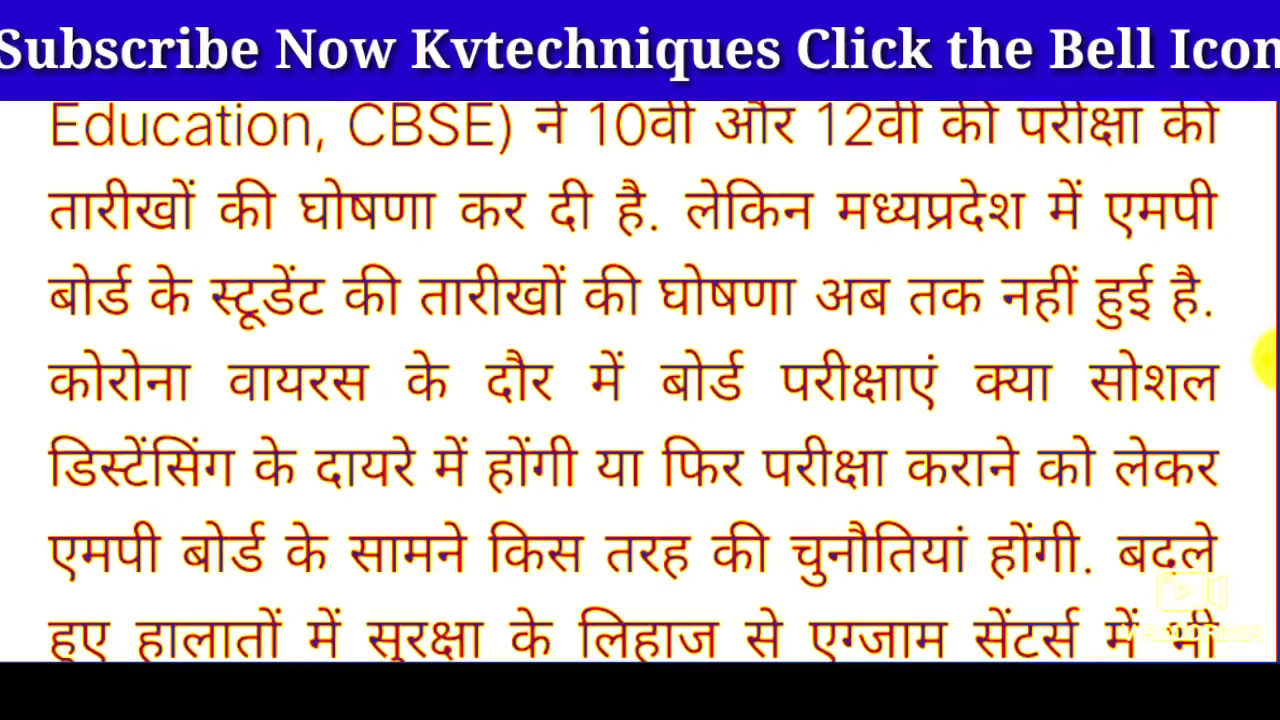 Subscribe Now Kvtechniques Click the Bell Icon
Education, CBSE) ने 10वीं और 12वीं की परीक्षा की
तारीखों की घोषणा कर दी है. लेकिन मध्यप्रदेश में एमपी
बोर्ड के स्टूडेंट की तारीखों की घोषणा अब तक नहीं हुई है.
कोरोना वायरस के दौर में बोर्ड परीक्षाएं क्या सोशल
डिस्टेंसिंग के दायरे में होंगी या फिर परीक्षा कराने को लेकर
एमपी बोर्ड के सामने किस तरह की चुनौतियां होंगी. बदले
हुए हालातों में सुरक्षा के लिहाज से एग्जाम सेंटर्स में भी
RECORDER